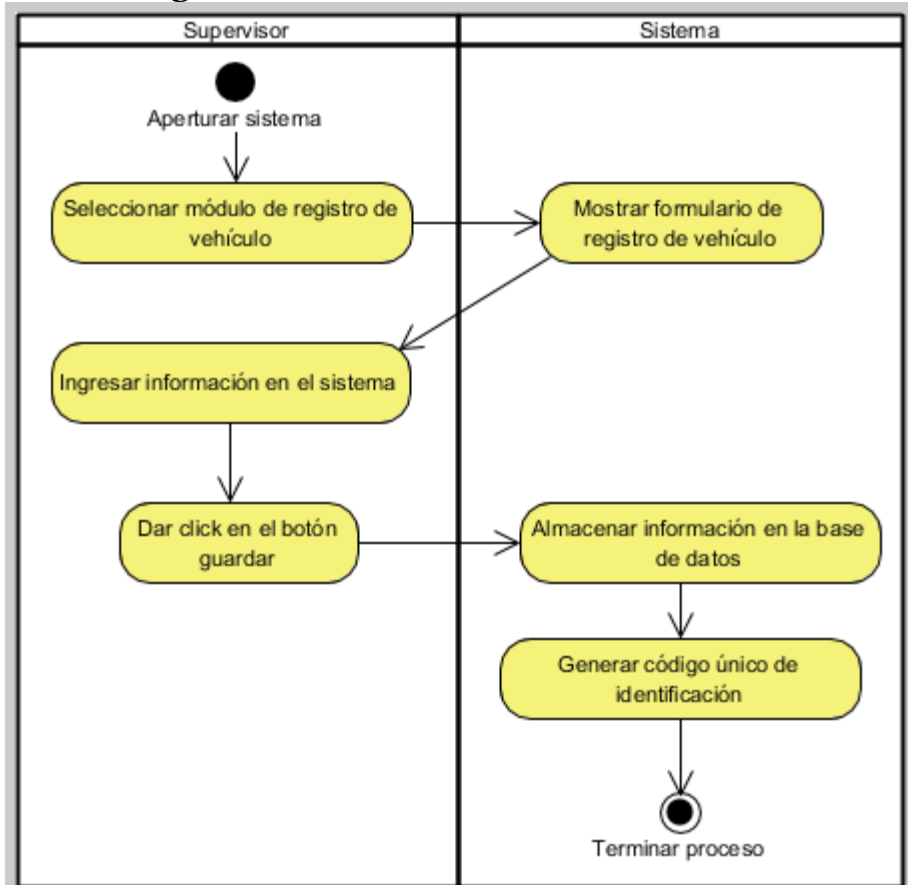 Supervisor
Sistema
Aperturar sistema
Seleccionar módulo de registro de
vehículo
Mostrar formulario de
registro de vehículo
Ingresar información en el sistema
Dar click en el botón
guardar
Almacenar información en la base
de datos
Generar código único de
identificación
Terminar proceso